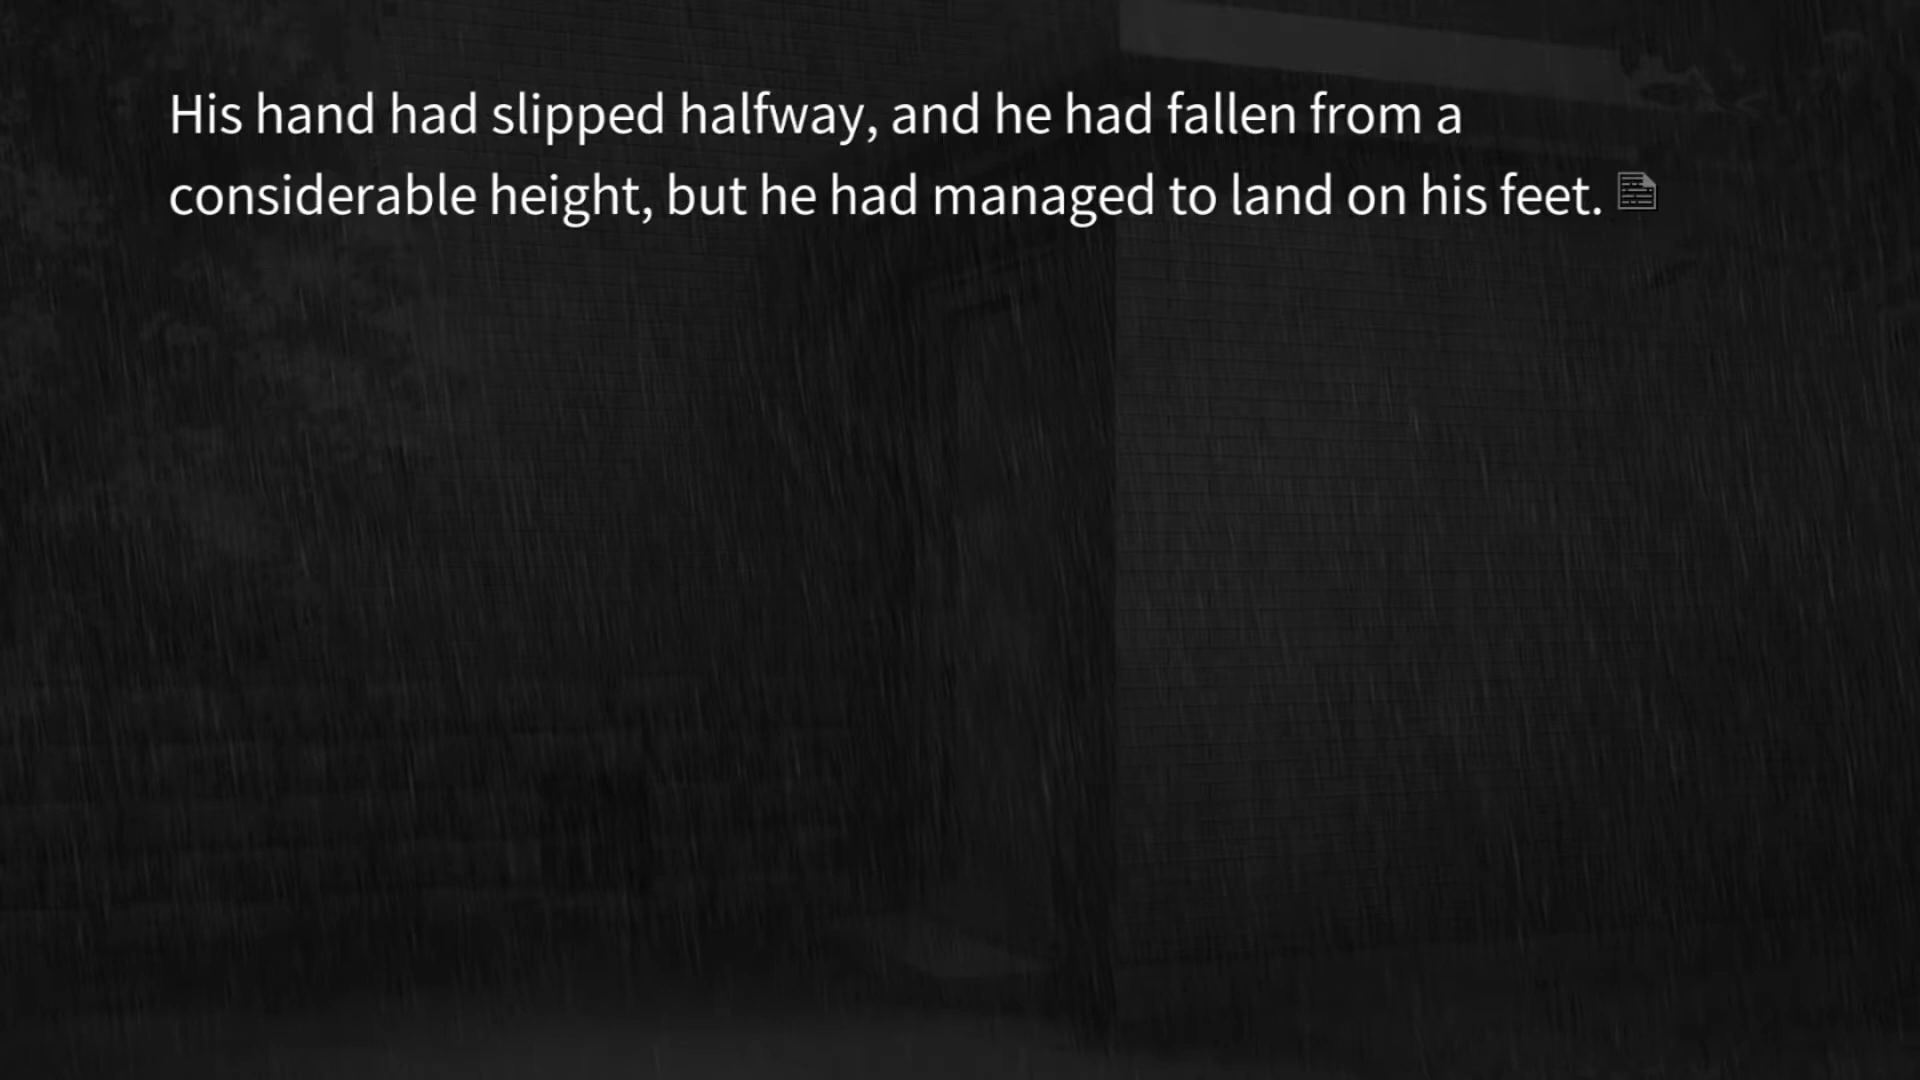 His hand had slipped halfway, and he had fallen from a
considerable height, but he had managed to land on his feet.